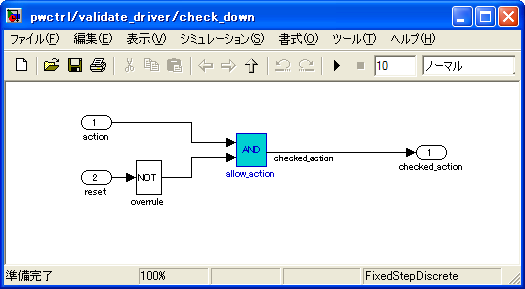 pwctrl/validate_driver/check_down
ファイル(F) 編集(E) 表示(V) シミュレーション(S) 書式(O) ツール(T) ヘルプ(H)
10 ノーマル
1
action
AND
allow_action
checked_action
1
checked_action
2
reset
NOT
overrule
準備完了 100% FixedStepDiscrete